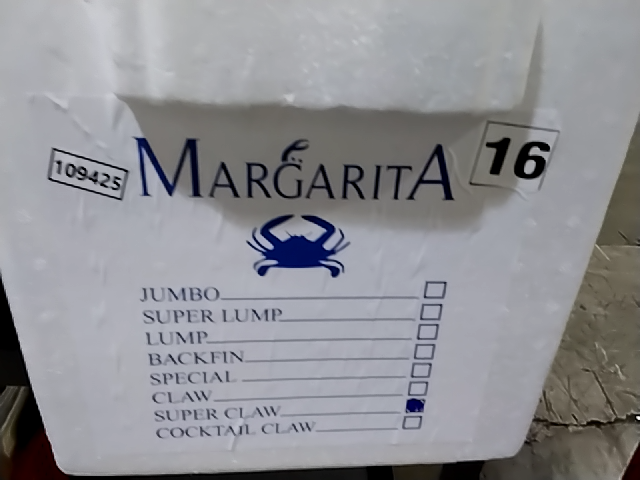 109425
MARGARITA
16
JUMBO
SUPER LUMP
LUMP
BACKFIN
SPECIAL
CLAW
SUPER CLAW
COCKTAIL CLAW